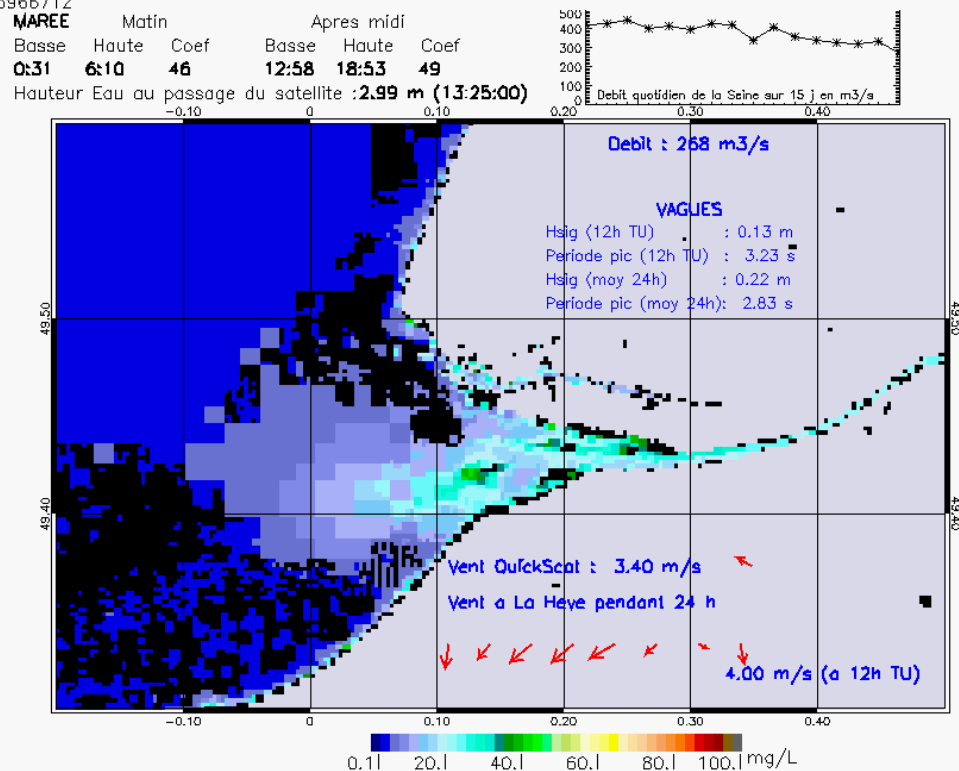 MAREE Matin Apres midi
Basse Haute Coef Basse Haute Coef
0:31 6:10 46 12:58 18:53 49
Hauteur Eau au passage du satellite :2.99 m (13:25:00)
500
400
300
200
100
0
Debit quotidien de la Seine sur 15 j en m3/s
-0.10 0 0.10 0.20 0.30 0.40
Debit : 268 m3/s
VAGUES
Hsig (12h TU) : 0.13 m
Periode pic (12h TU) : 3.23 s
Hsig (moy 24h) : 0.22 m
Periode pic (moy 24h): 2.83 s
49.50 49.50
49.40 49.40
Vent QuickScat : 3.40 m/s
Vent a La Heve pendant 24 h
4.00 m/s (a 12h TU)
-0.10 0 0.10 0.20 0.30 0.40
0.1 20. 40. 60. 80. 100. mg/L